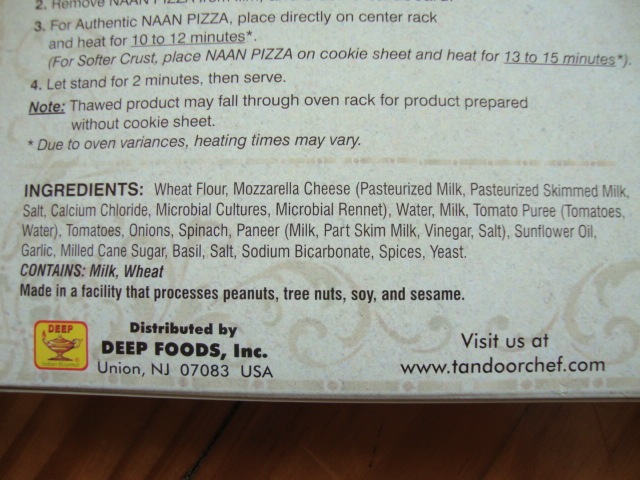 2. Remove NAAN PIZZA from film,
3. For Authentic NAAN PIZZA, place directly on center rack
and heat for 10 to 12 minutes*.
(For Softer Crust, place NAAN PIZZA on cookie sheet and heat for 13 to 15 minutes*).
4. Let stand for 2 minutes, then serve.
Note: Thawed product may fall through oven rack for product prepared
without cookie sheet.
* Due to oven variances, heating times may vary.
INGREDIENTS: Wheat Flour, Mozzarella Cheese (Pasteurized Milk, Pasteurized Skimmed Milk,
Salt, Calcium Chloride, Microbial Cultures, Microbial Rennet), Water, Milk, Tomato Puree (Tomatoes,
Water), Tomatoes, Onions, Spinach, Paneer (Milk, Part Skim Milk, Vinegar, Salt), Sunflower Oil,
Garlic, Milled Cane Sugar, Basil, Salt, Sodium Bicarbonate, Spices, Yeast.
CONTAINS: Milk, Wheat
Made in a facility that processes peanuts, tree nuts, soy, and sesame.
DEEP
Distributed by
DEEP FOODS, Inc.
Union, NJ 07083 USA
Visit us at
www.tandoorchef.com